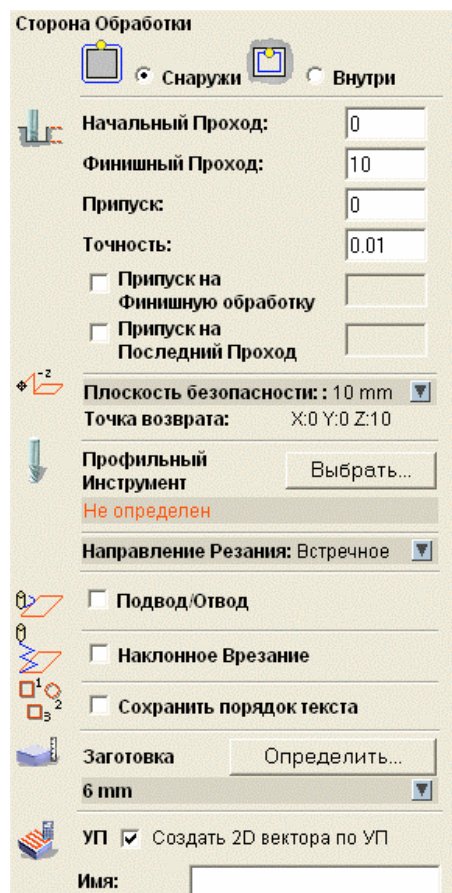 Сторона Обработки
Снаружи Внутри
Начальный Проход: 0
Финишный Проход: 10
Припуск: 0
Точность: 0.01
Припуск на
Финишную обработку
Припуск на
Последний Проход
-z
Плоскость безопасности: : 10 mm
Точка возврата: X:0 Y:0 Z:10
Профильный
Инструмент
Выбрать...
Не определен
Направление Резания: Встречное
Подвод/Отвод
Наклонное Врезание
1
2
3
Сохранить порядок текста
Заготовка Определить...
6 mm
УП Создать 2D вектора по УП
Имя: